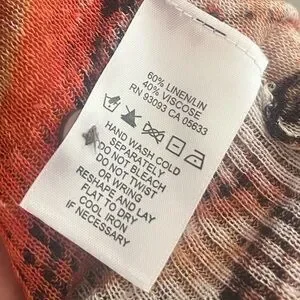 60% LINEN/LIN
40% VISCOSE
RN 93093 CA 05633
HAND WASH COLD
SEPARATELY
DO NOT BLEACH
DO NOT TWIST
OR WRING
RESHAPE AND LAY
FLAT TO DRY
COOL IRON
IF NECESSARY